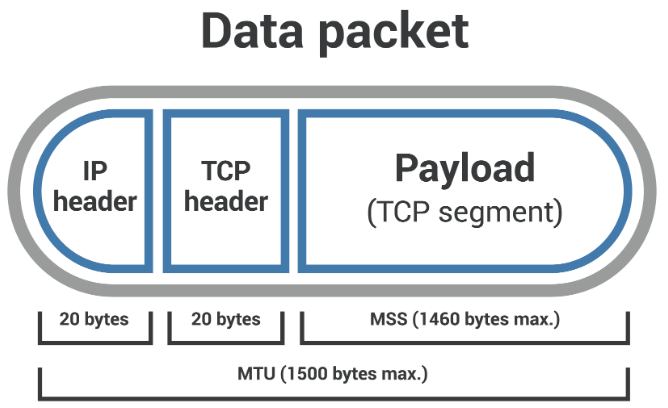 Data packet
IP
header
TCP
header
Payload
(TCP segment)
20 bytes
20 bytes
MSS (1460 bytes max.)
MTU (1500 bytes max.)